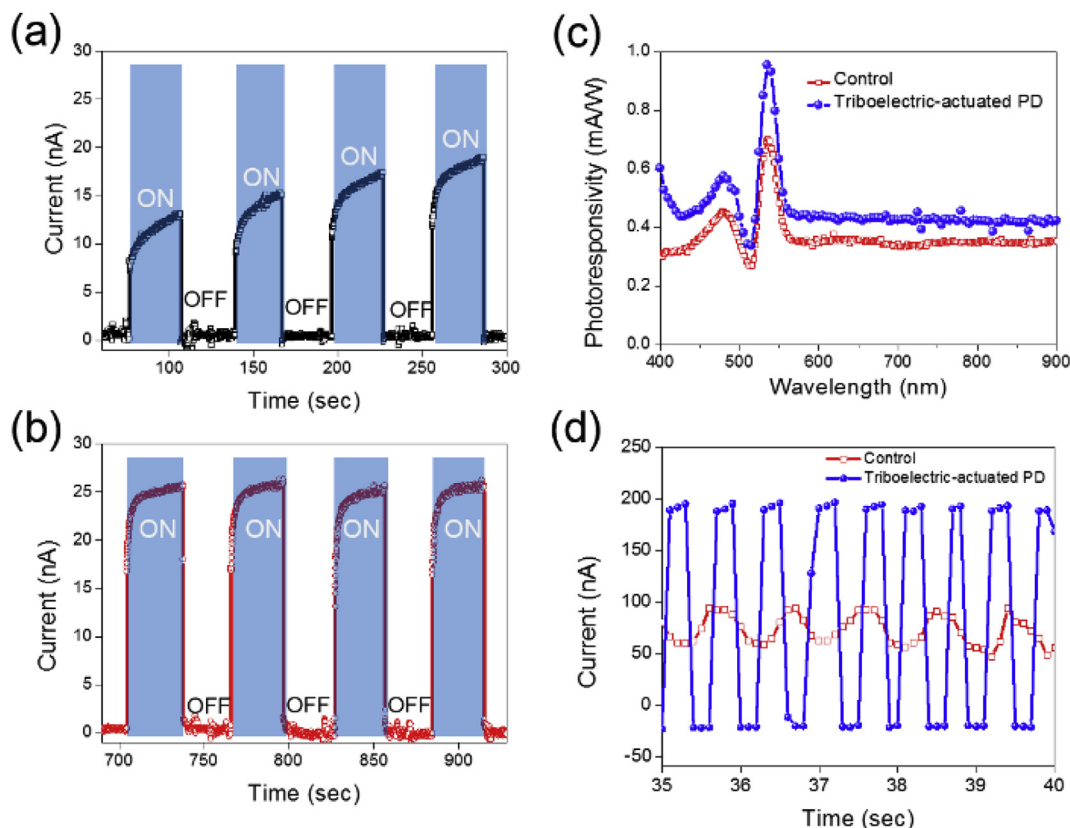 (a)
30
25
20
15
10
5
0
Current (nA)
ON
ON
ON
ON
OFF
OFF
OFF
100
150
200
250
300
Time (sec)
(b)
30
25
20
15
10
5
0
Current (nA)
ON
ON
ON
ON
OFF
OFF
OFF
700
750
800
850
900
Time (sec)
(c)
1.0
0.8
0.6
0.4
0.2
0.0
Photoresponsivity (mA/W)
Control
Triboelectric-actuated PD
400
500
600
700
800
900
Wavelength (nm)
(d)
250
200
150
100
50
0
-50
Current (nA)
Control
Triboelectric-actuated PD
35
36
37
38
39
40
Time (sec)